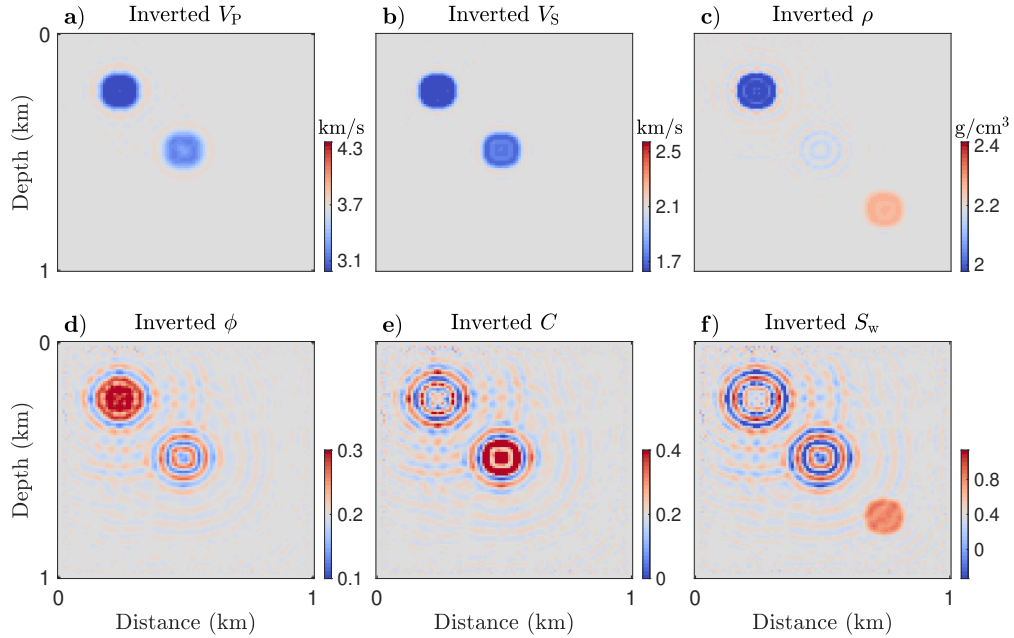 a) Inverted V_P
b) Inverted V_S
c) Inverted ρ
0
Depth (km)
1
km/s
4.3
3.7
3.1
km/s
2.5
2.1
1.7
g/cm³
2.4
2.2
2
d) Inverted ϕ
e) Inverted C
f) Inverted S_w
0
Depth (km)
1
0.3
0.2
0.1
0.4
0.2
0
0.8
0.4
0
0 1
0 1
0 1
Distance (km)
Distance (km)
Distance (km)